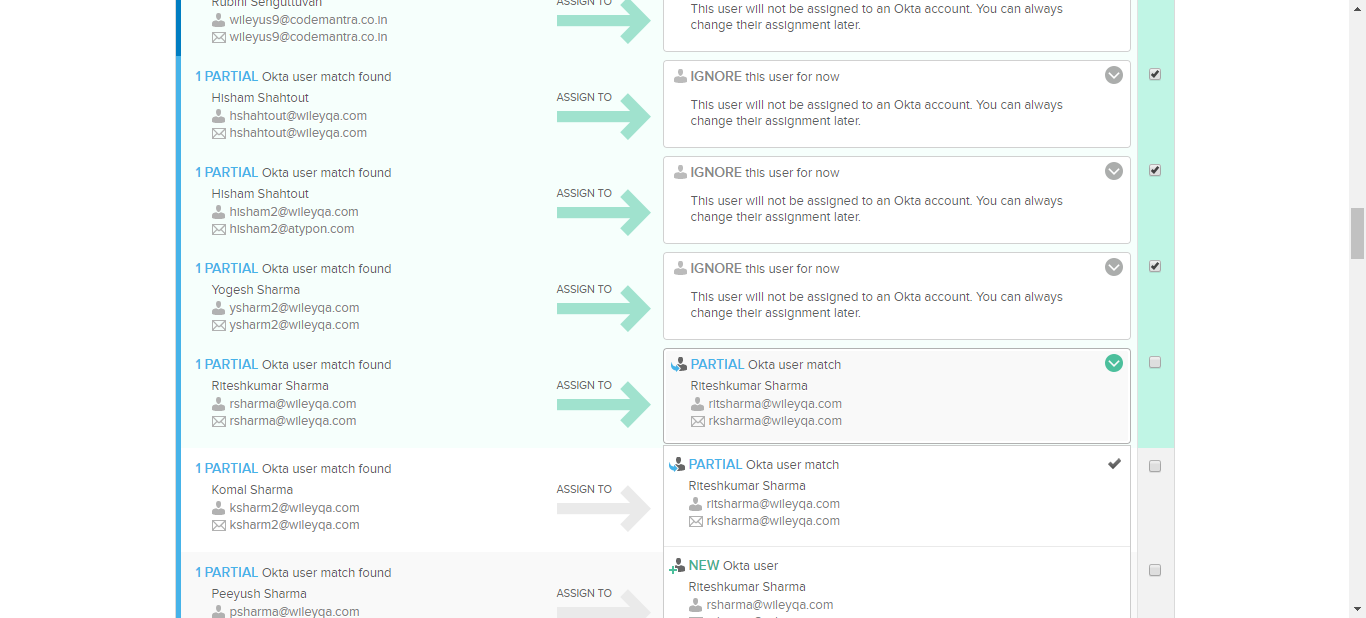 Rubini Senguttuvan
wileyus9@codemantra.co.in
wileyus9@codemantra.co.in
ASSIGN TO
This user will not be assigned to an Okta account. You can always
change their assignment later.
1 PARTIAL Okta user match found
Hisham Shahtout
hshahtout@wileyqa.com
hshahtout@wileyqa.com
ASSIGN TO
IGNORE this user for now
This user will not be assigned to an Okta account. You can always
change their assignment later.
1 PARTIAL Okta user match found
Hisham Shahtout
hisham2@wileyqa.com
hisham2@atypon.com
ASSIGN TO
IGNORE this user for now
This user will not be assigned to an Okta account. You can always
change their assignment later.
1 PARTIAL Okta user match found
Yogesh Sharma
ysharm2@wileyqa.com
ysharm2@wileyqa.com
ASSIGN TO
IGNORE this user for now
This user will not be assigned to an Okta account. You can always
change their assignment later.
1 PARTIAL Okta user match found
Riteshkumar Sharma
rsharma@wileyqa.com
rsharma@wileyqa.com
ASSIGN TO
PARTIAL Okta user match
Riteshkumar Sharma
ritsharma@wileyqa.com
rksharma@wileyqa.com
1 PARTIAL Okta user match found
Komal Sharma
ksharm2@wileyqa.com
ksharm2@wileyqa.com
ASSIGN TO
PARTIAL Okta user match
Riteshkumar Sharma
ritsharma@wileyqa.com
rksharma@wileyqa.com
1 PARTIAL Okta user match found
Peeyush Sharma
psharma@wileyqa.com
ASSIGN TO
NEW Okta user
Riteshkumar Sharma
rsharma@wileyqa.com